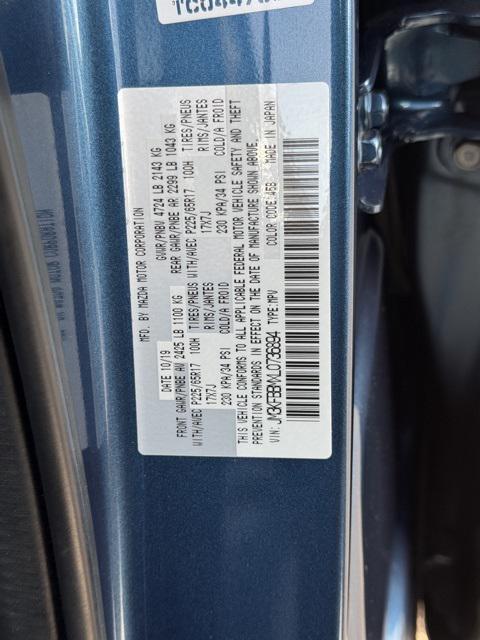 MFD. BY MAZDA MOTOR CORPORATION
DATE 10/19 GVWR/PNBV 4724 LB 2143 KG
FRONT GAWR/PNBE AV 2425 LB 1100 KG REAR GAWR/PNBE AR 2299 LB 1043 KG
WITH/AVEC P225/65R17 100H TIRES/PNEUS WITH/AVEC P225/65R17 100H TIRES/PNEUS
17X7J RIMS/JANTES 17X7J RIMS/JANTES
230 KPA/34 PSI COLD/A FROID 230 KPA/34 PSI COLD/A FROID
THIS VEHICLE CONFORMS TO ALL APPLICABLE FEDERAL MOTOR VEHICLE SAFETY AND THEFT
PREVENTION STANDARDS IN EFFECT ON THE DATE OF MANUFACTURE SHOWN ABOVE.
VIN: TYPE:MPV COLOR CODE:46B MADE IN JAPAN